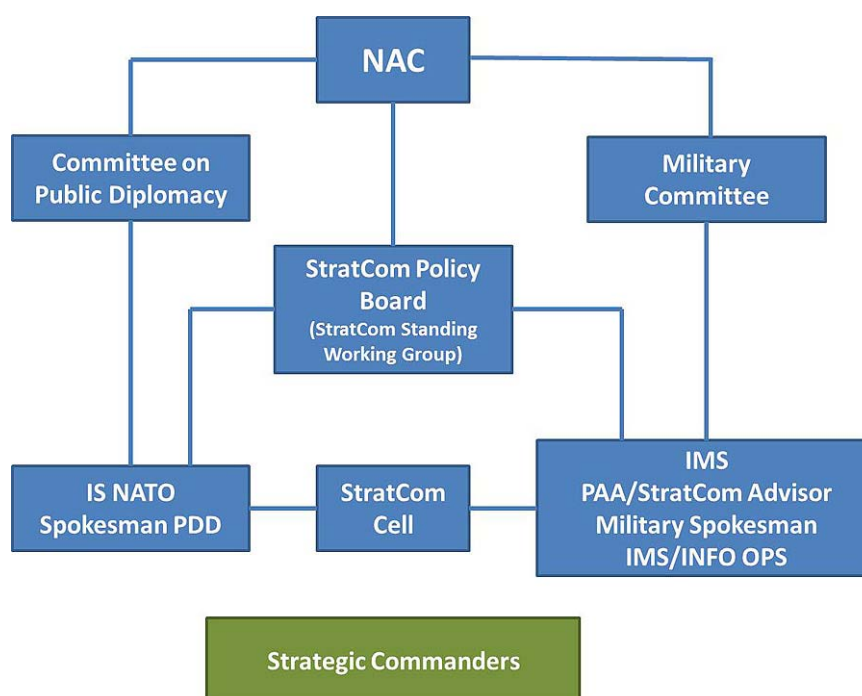 NAC
Committee on
Public Diplomacy
Military
Committee
StratCom Policy
Board
(StratCom Standing
Working Group)
IS NATO
Spokesman PDD
StratCom
Cell
IMS
PAA/StratCom Advisor
Military Spokesman
IMS/INFO OPS
Strategic Commanders